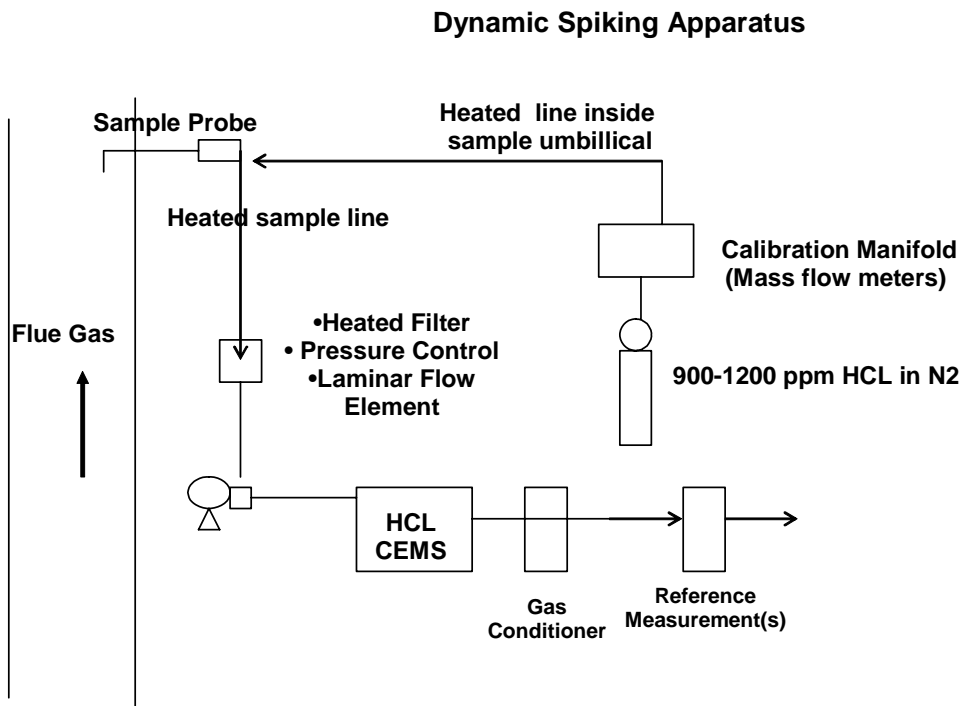 Dynamic Spiking Apparatus
Heated line inside
sample umbillical
Sample Probe
Heated sample line
Calibration Manifold
(Mass flow meters)
Flue Gas
•Heated Filter
• Pressure Control
•Laminar Flow
Element
900-1200 ppm HCL in N2
HCL
CEMS
Gas
Conditioner
Reference
Measurement(s)